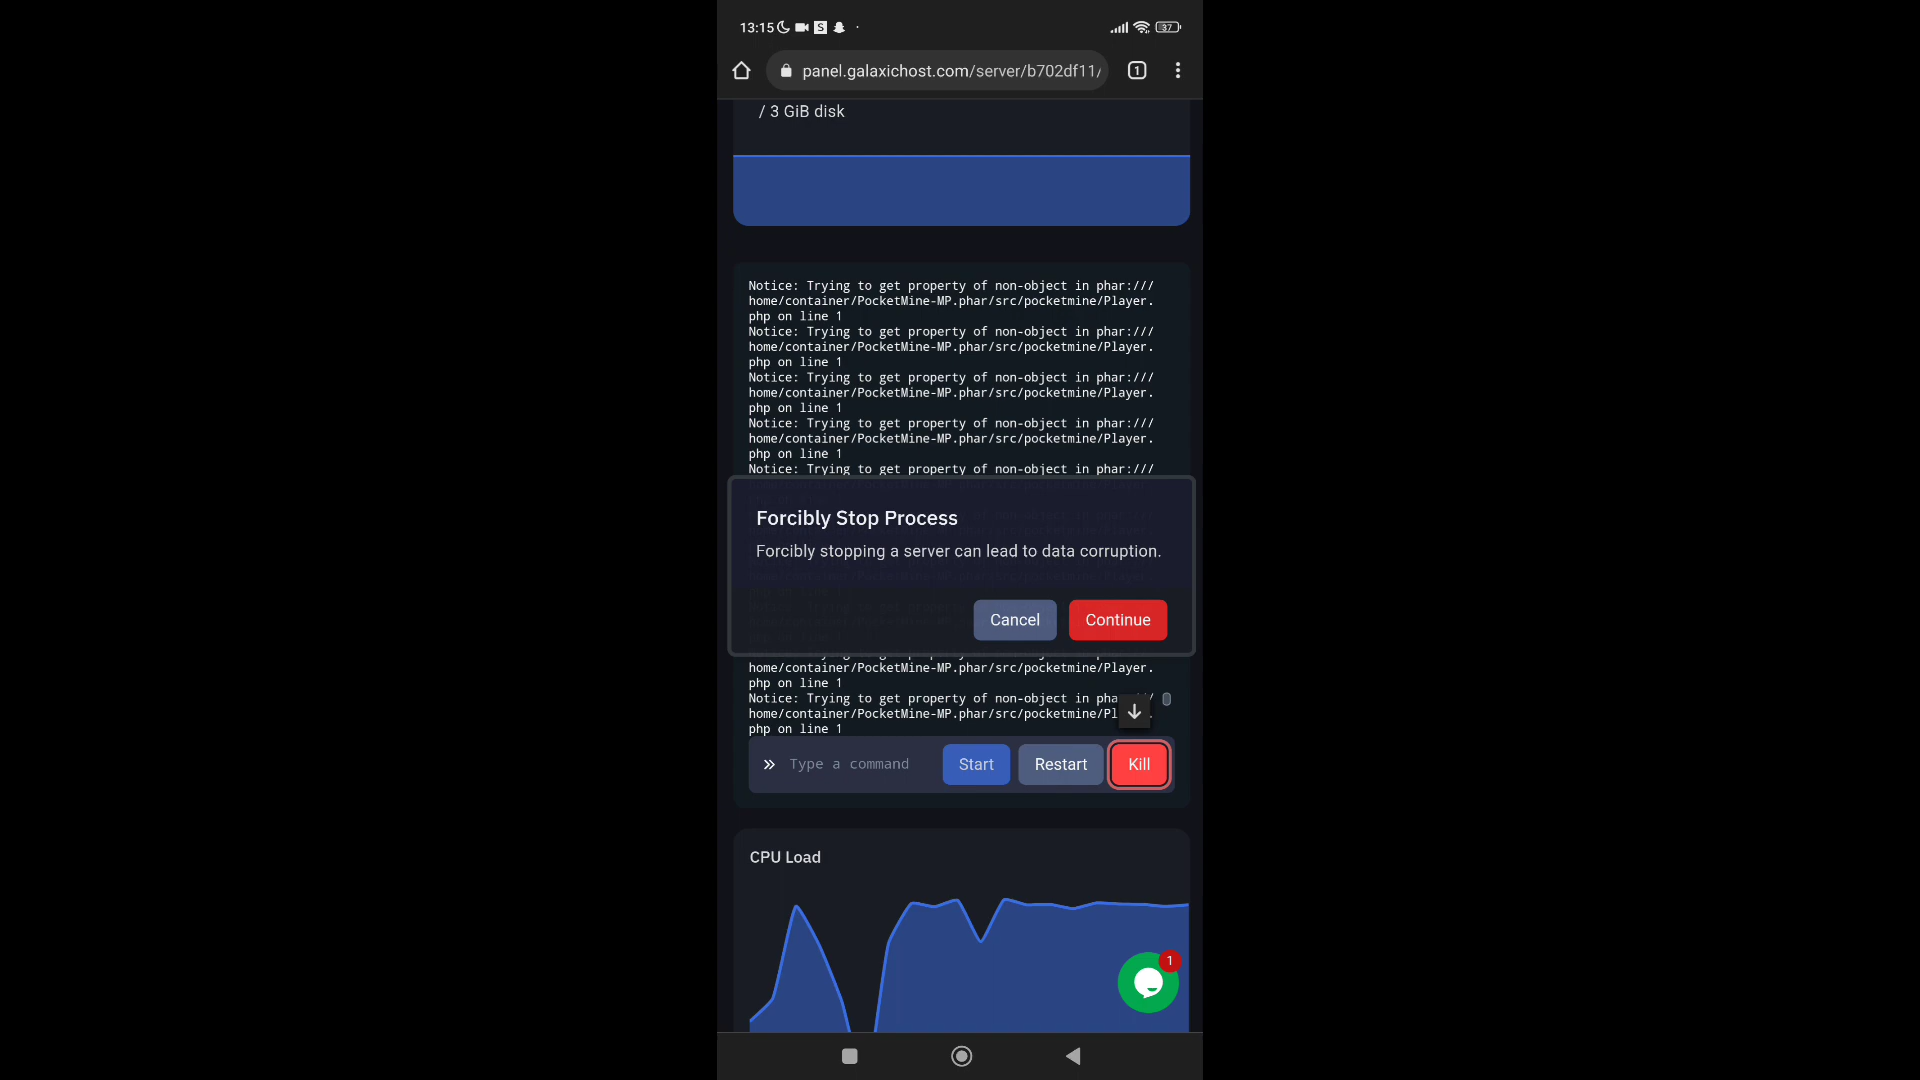 13:15 S 37
panel.galaxichost.com/server/b702df11/ 1
/ 3 GiB disk
Notice: Trying to get property of non-object in phar:///
home/container/PocketMine-MP.phar/src/pocketmine/Player.
php on line 1
Notice: Trying to get property of non-object in phar:///
home/container/PocketMine-MP.phar/src/pocketmine/Player.
php on line 1
Notice: Trying to get property of non-object in phar:///
home/container/PocketMine-MP.phar/src/pocketmine/Player.
php on line 1
Notice: Trying to get property of non-object in phar:///
home/container/PocketMine-MP.phar/src/pocketmine/Player.
php on line 1
Notice: Trying to get property of non-object in phar:///
Forcibly Stop Process
Forcibly stopping a server can lead to data corruption.
Cancel Continue
home/container/PocketMine-MP.phar/src/pocketmine/Player.
php on line 1
Notice: Trying to get property of non-object in pha /
home/container/PocketMine-MP.phar/src/pocketmine/Pl .
php on line 1
Type a command Start Restart Kill
CPU Load
1